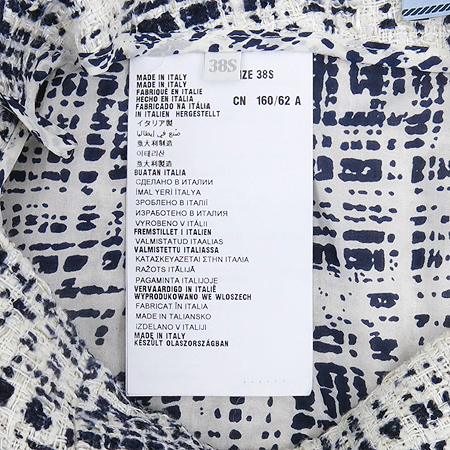 38S
MADE IN ITALY IZE 38S
MADE IN ITALY
FABRIQUÉ EN ITALIE
HECHO EN ITALIA CN 160/62 A
FABRICADO NA ITÁLIA
IN ITALIEN HERGESTELLT
イタリア製
صنع في إيطاليا
意大利制造
이태리산
意大利製造
BUATAN ITALIA
СДЕЛАНО В ИТАЛИИ
İMAL YERİ İTALYA
ЗРОБЛЕНО В ІТАЛІЇ
ИЗРАБОТЕНО В ИТАЛИЯ
VYROBENO V ITÁLII
FREMSTILLET I ITALIEN
VALMISTATUD ITAALIAS
VALMISTETTU ITALIASSA
ΚΑΤΑΣΚΕΥΑΖΕΤΑΙ ΣΤΗΝ ΙΤΑΛΙΑ
RAŽOTS ITĀLIJĀ
PAGAMINTA ITALIJOJE
VERVAARDIGD IN ITALIË
WYPRODUKOWANO WE WLOSZECH
FABRICAT ÎN ITALIA
MADE IN TALIANSKO
IZDELANO V ITALIJI
MADE IN ITALY
KÉSZÜLT OLASZORSZÁGBAN